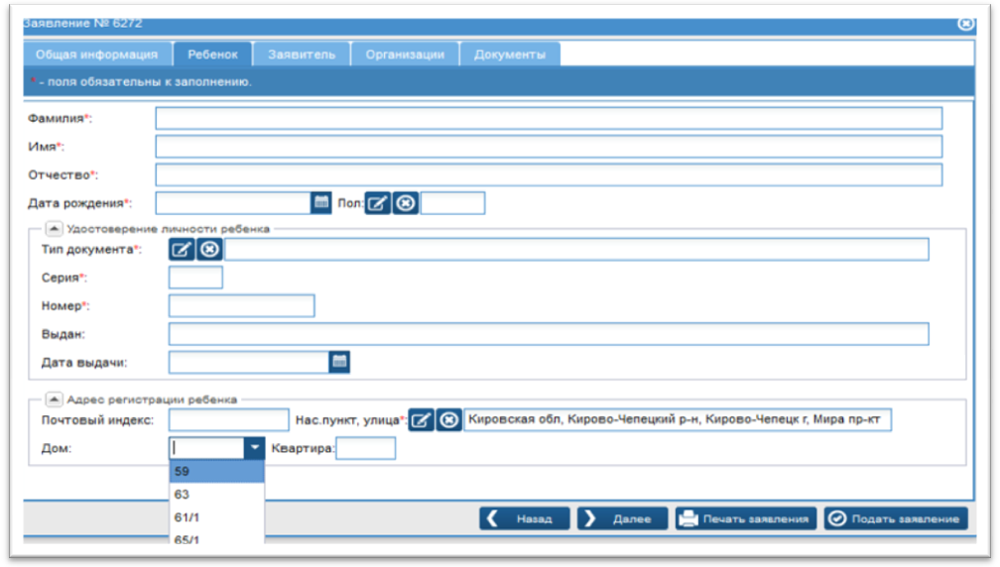 Заявление № 6272
Общая информация Ребенок Заявитель Организации Документы
* - поля обязательны к заполнению.
Фамилия*:
Имя*:
Отчество*:
Дата рождения*: Пол:
Удостоверение личности ребенка
Тип документа*:
Серия*:
Номер*:
Выдан:
Дата выдачи:
Адрес регистрации ребенка
Почтовый индекс: Нас.пункт, улица*: Кировская обл, Кирово-Чепецкий р-н, Кирово-Чепецк г, Мира пр-кт
Дом: Квартира:
59
63
61/1
65/1
Назад Далее Печать заявления Подать заявление